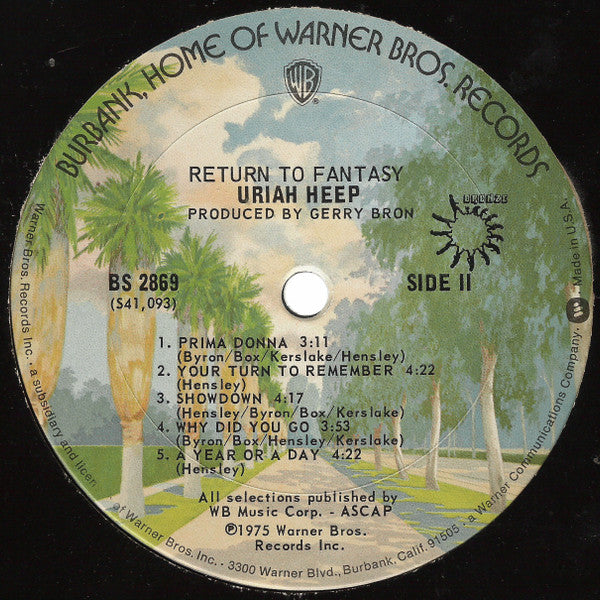 BURBANK, HOME OF WARNER BROS. RECORDS
WB®
RETURN TO FANTASY
URIAH HEEP
PRODUCED BY GERRY BRON
BRONZE
BS 2869
(S41,093)
SIDE II
1. PRIMA DONNA 3:11
(Byron/Box/Kerslake/Hensley)
2. YOUR TURN TO REMEMBER 4:22
(Hensley)
3. SHOWDOWN 4:17
(Hensley/Byron/Box/Kerslake)
4. WHY DID YOU GO 3:53
(Byron/Box/Hensley/Kerslake)
5. A YEAR OR A DAY 4:22
(Hensley)
All selections published by
WB Music Corp. - ASCAP
℗1975 Warner Bros.
Records Inc.
Warner Bros. Records Inc. • a subsidiary and licensee of Warner Bros. Inc. • 3300 Warner Blvd., Burbank, Calif. 91505 • a Warner Communications Company. Made in U.S.A.